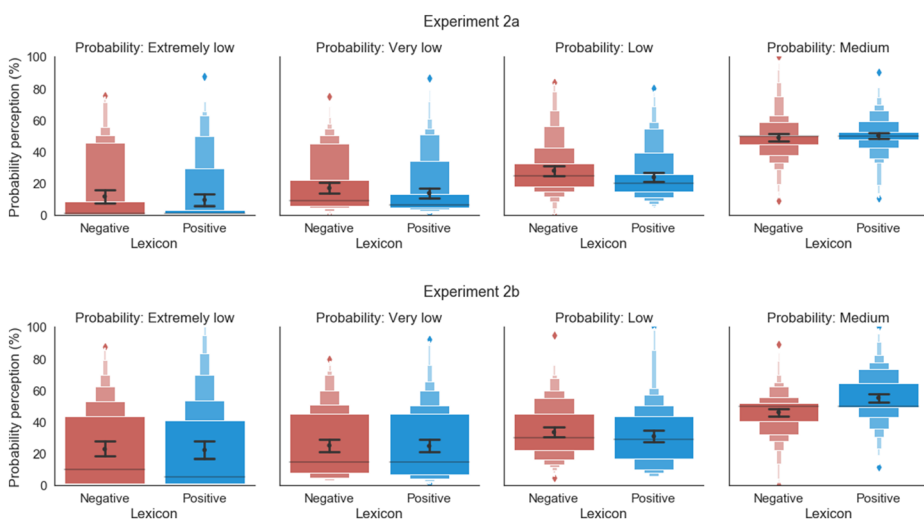 Experiment 2a
Probability: Extremely low
Probability: Very low
Probability: Low
Probability: Medium
Probability perception (%)
100
80
60
40
20
0
Negative
Positive
Negative
Positive
Negative
Positive
Negative
Positive
Lexicon
Lexicon
Lexicon
Lexicon
Experiment 2b
Probability: Extremely low
Probability: Very low
Probability: Low
Probability: Medium
Probability perception (%)
100
80
60
40
20
0
Negative
Positive
Negative
Positive
Negative
Positive
Negative
Positive
Lexicon
Lexicon
Lexicon
Lexicon